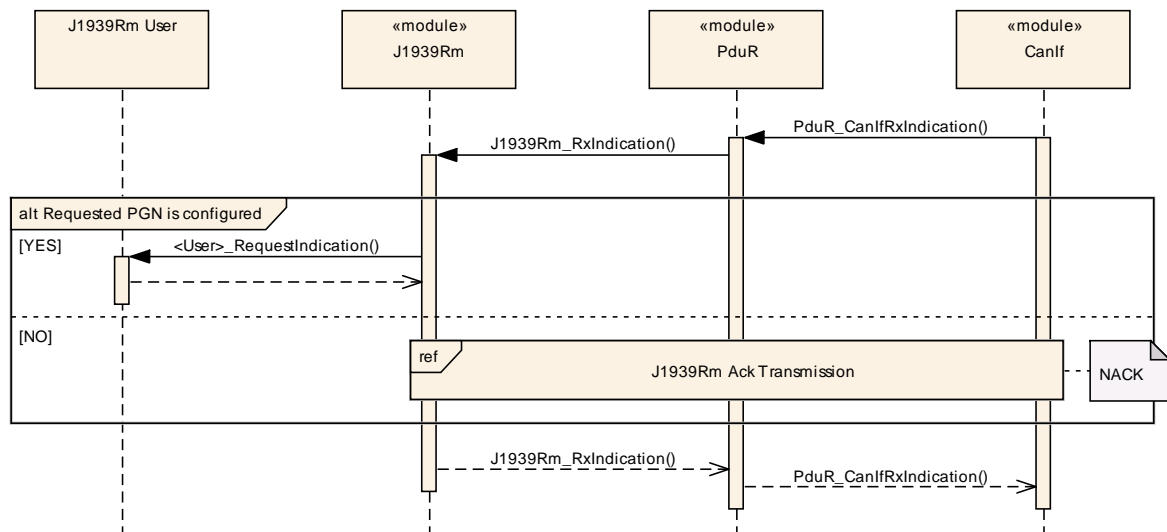 J1939Rm User
«module»
J1939Rm
«module»
PduR
«module»
CanIf
PduR_CanIfRxIndication()
J1939Rm_RxIndication()
alt Requested PGN is configured
[YES]
<User>_RequestIndication()
[NO]
ref
J1939Rm Ack Transmission
NACK
J1939Rm_RxIndication()
PduR_CanIfRxIndication()